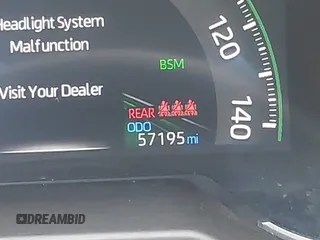 Headlight System
Malfunction
BSM
120
Visit Your Dealer
REAR
140
ODO
57195 mi
DREAMBID